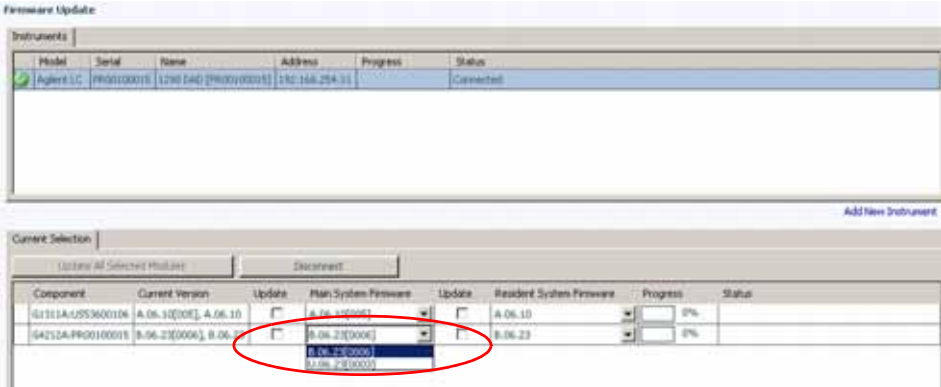 Firmware Update
Instruments
Model Serial Name Address Progress Status
Agilent LC PR00100015 1290 DAD [PR00100015] 192.168.254.11 Connected
Add New Instrument
Current Selection
Update All Selected Modules Disconnect
Component Current Version Update Main System Firmware Update Resident System Firmware Progress Status
G1311A:US53600106 A.06.10[005], A.06.10 A.06.10[005] A.06.10 0%
G4212A:PR00100015 B.06.23[0006], B.06.23 B.06.23[0006] B.06.23 0%
B.06.23[0006]